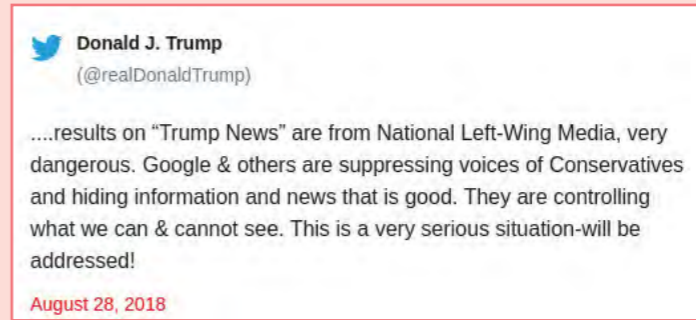 Donald J. Trump
(@realDonaldTrump)
....results on “Trump News” are from National Left-Wing Media, very
dangerous. Google & others are suppressing voices of Conservatives
and hiding information and news that is good. They are controlling
what we can & cannot see. This is a very serious situation-will be
addressed!
August 28, 2018